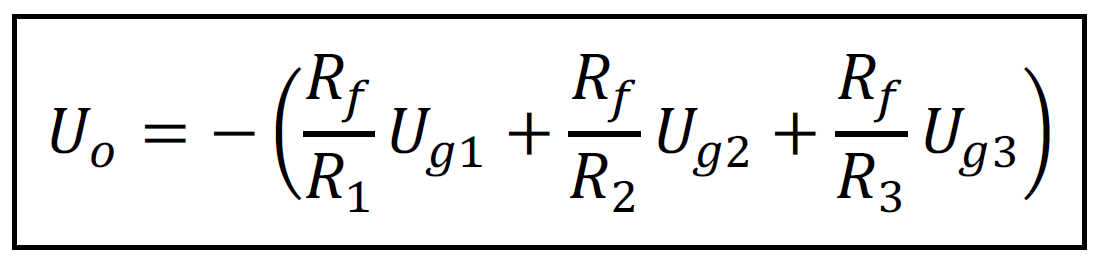 U_o = −(R_f/R_1 U_g1 + R_f/R_2 U_g2 + R_f/R_3 U_g3)